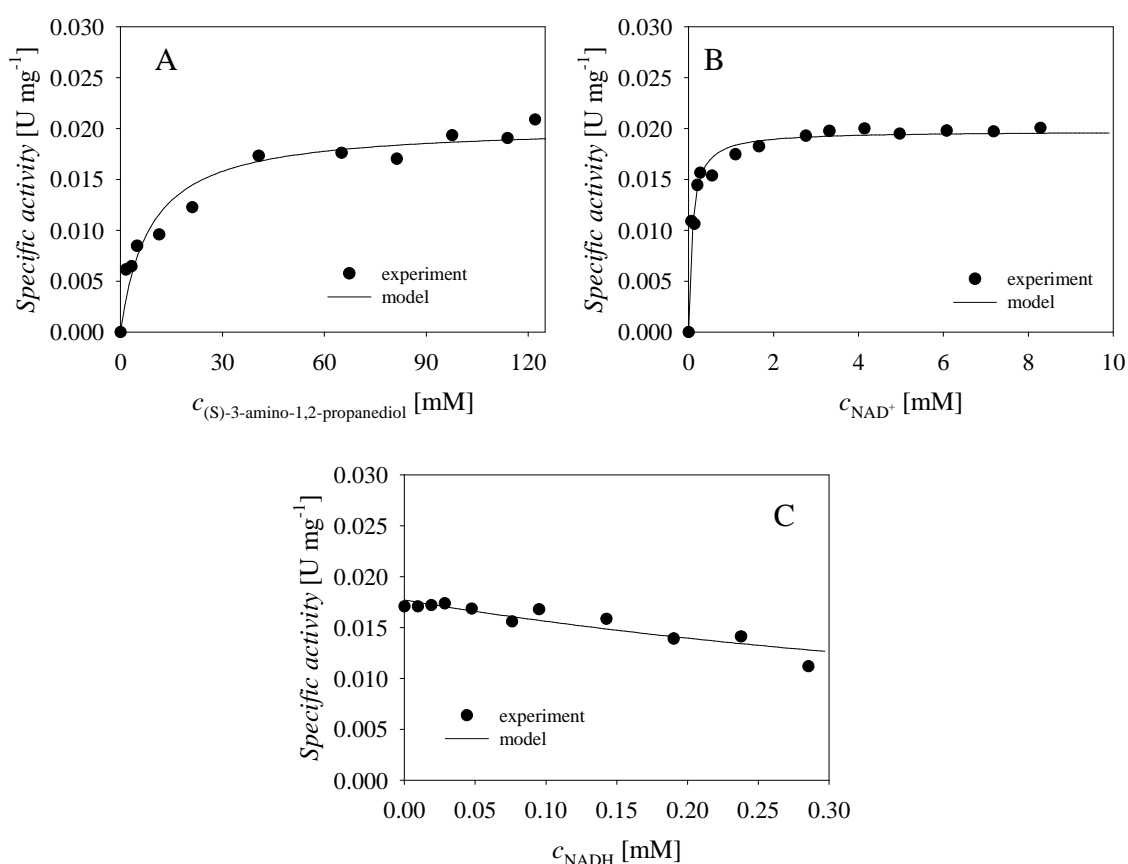 A
Specific activity [U mg⁻¹]
0.030
0.025
0.020
0.015
0.010
0.005
0.000
experiment
model
0 30 60 90 120
c(S)-3-amino-1,2-propanediol [mM]
B
Specific activity [U mg⁻¹]
0.030
0.025
0.020
0.015
0.010
0.005
0.000
experiment
model
0 2 4 6 8 10
cNAD⁺ [mM]
C
Specific activity [U mg⁻¹]
0.030
0.025
0.020
0.015
0.010
0.005
0.000
experiment
model
0.00 0.05 0.10 0.15 0.20 0.25 0.30
cNADH [mM]